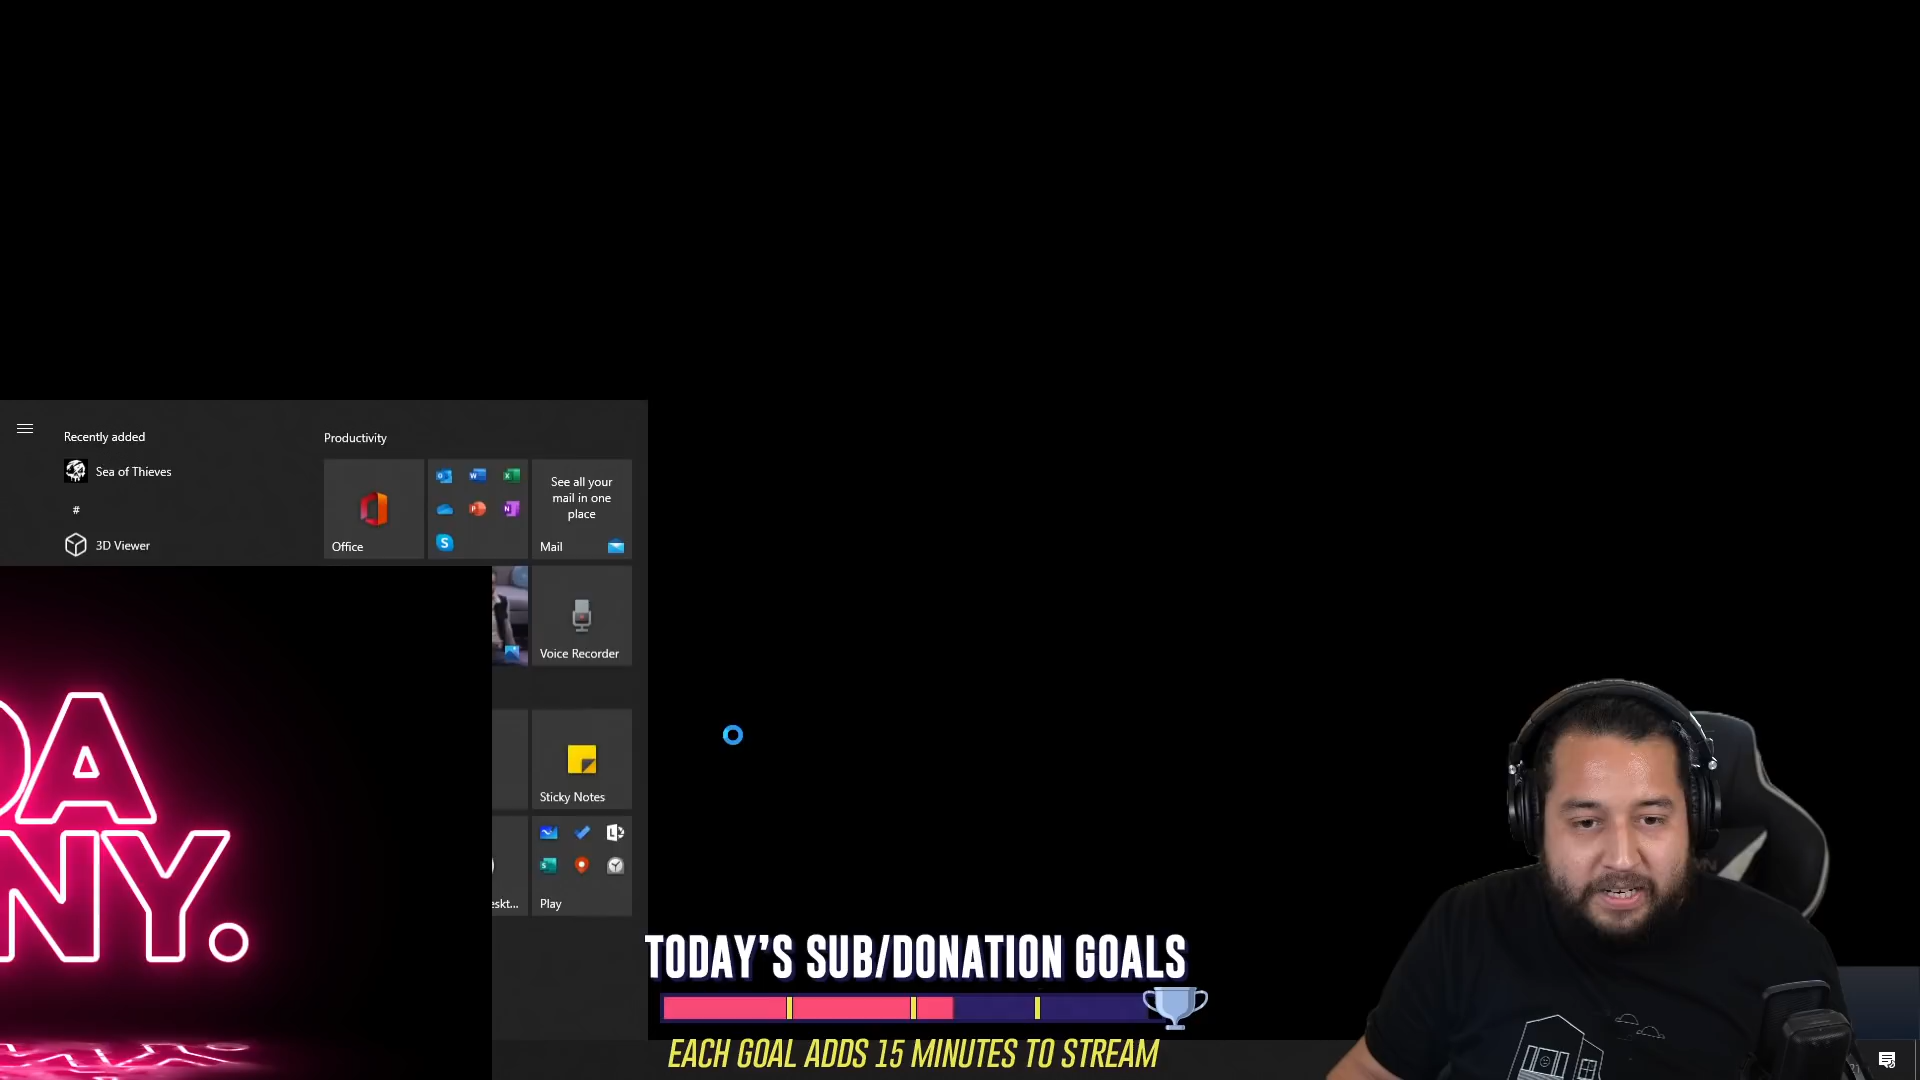 Recently added
Productivity
Sea of Thieves
#
3D Viewer
Office
See all your
mail in one
place
Mail
Voice Recorder
Sticky Notes
eskt...
Play
DA
NY.
TODAY'S SUB/DONATION GOALS
EACH GOAL ADDS 15 MINUTES TO STREAM